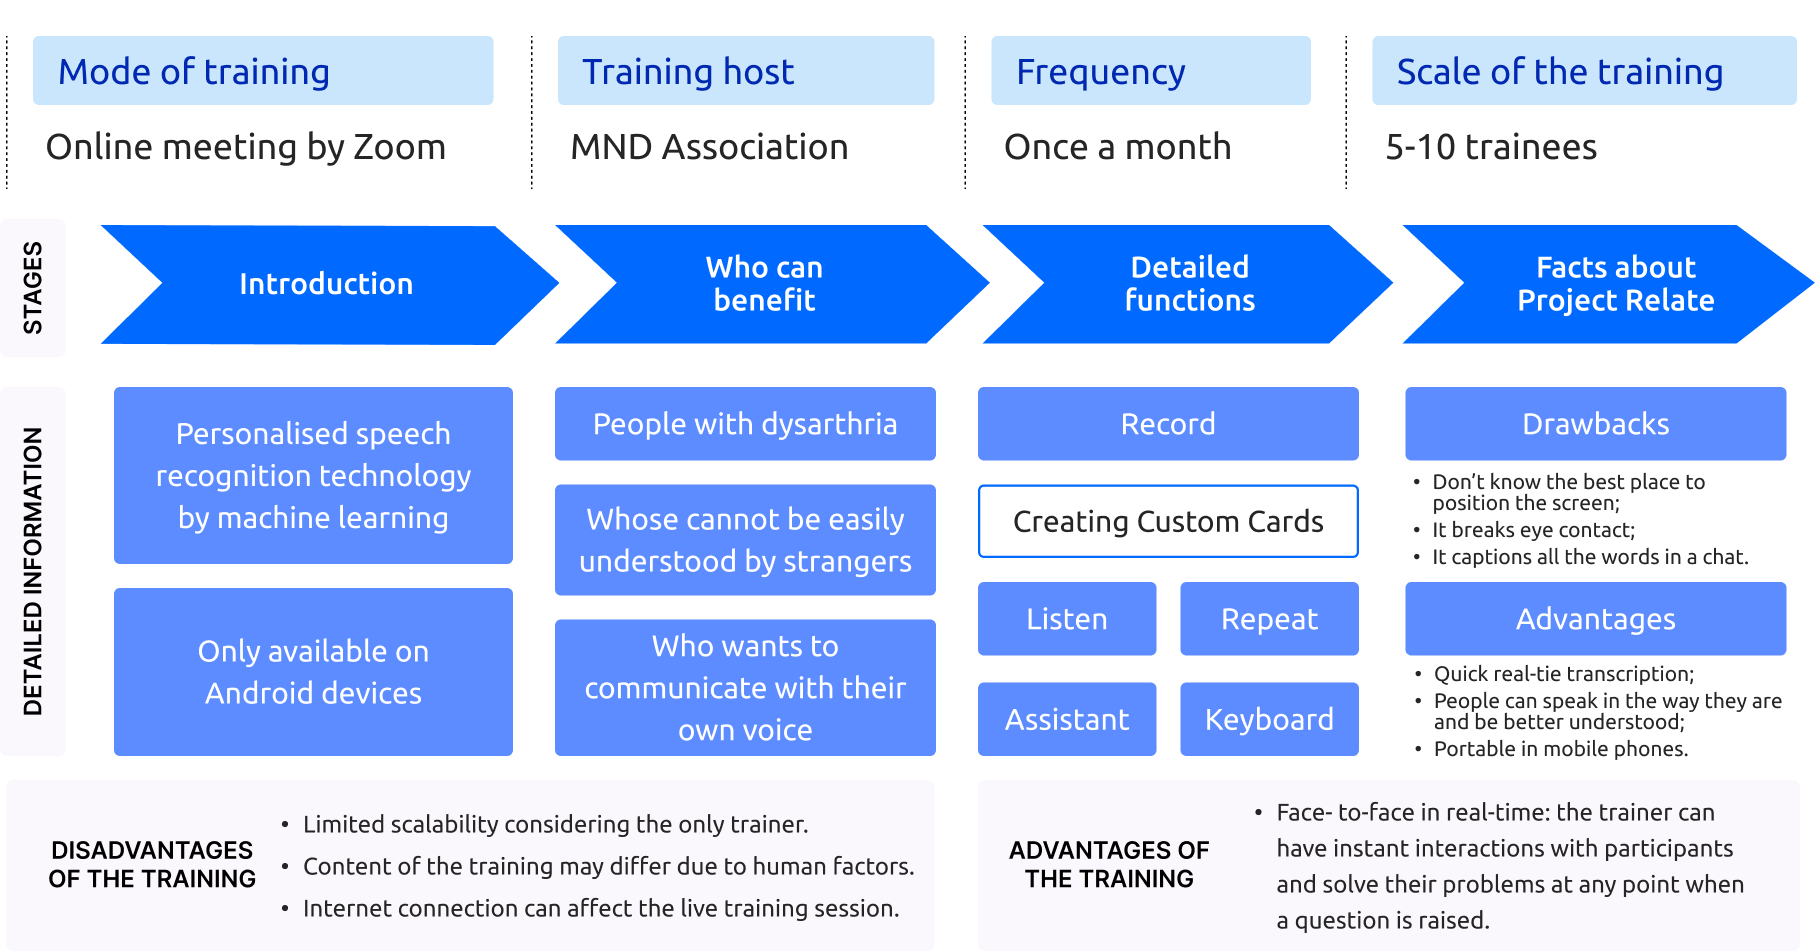 Mode of training
Online meeting by Zoom
Training host
MND Association
Frequency
Once a month
Scale of the training
5-10 trainees
STAGES
Introduction
Who can
benefit
Detailed
functions
Facts about
Project Relate
DETAILED INFORMATION
Personalised speech
recognition technology
by machine learning
Only available on
Android devices
People with dysarthria
Whose cannot be easily
understood by strangers
Who wants to
communicate with their
own voice
Record
Creating Custom Cards
Listen
Repeat
Assistant
Keyboard
Drawbacks
• Don’t know the best place to
position the screen;
• It breaks eye contact;
• It captions all the words in a chat.
Advantages
• Quick real-tie transcription;
• People can speak in the way they are
and be better understood;
• Portable in mobile phones.
DISADVANTAGES
OF THE TRAINING
• Limited scalability considering the only trainer.
• Content of the training may differ due to human factors.
• Internet connection can affect the live training session.
ADVANTAGES OF
THE TRAINING
• Face- to-face in real-time: the trainer can
have instant interactions with participants
and solve their problems at any point when
a question is raised.